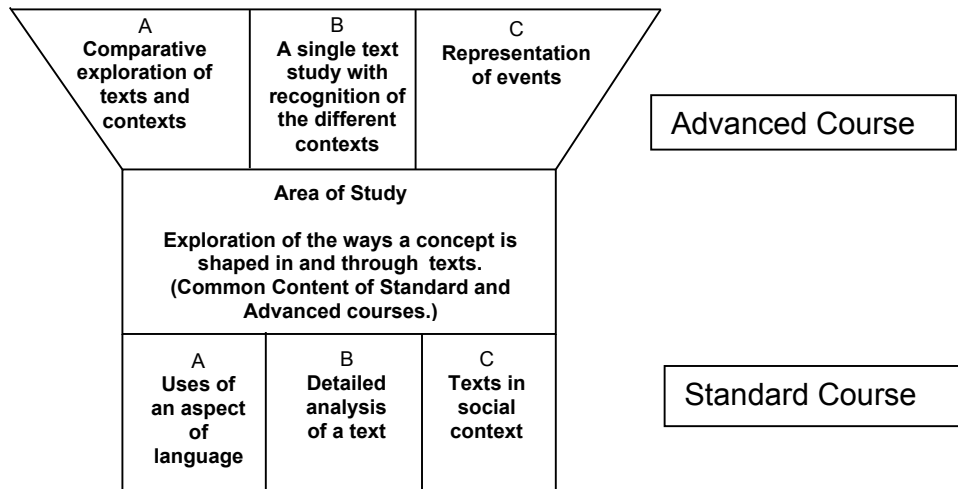 A
Comparative
exploration of
texts and
contexts
B
A single text
study with
recognition of
the different
contexts
C
Representation
of events
Advanced Course
Area of Study
Exploration of the ways a concept is
shaped in and through texts.
(Common Content of Standard and
Advanced courses.)
A
Uses of
an aspect
of
language
B
Detailed
analysis
of a text
C
Texts in
social
context
Standard Course